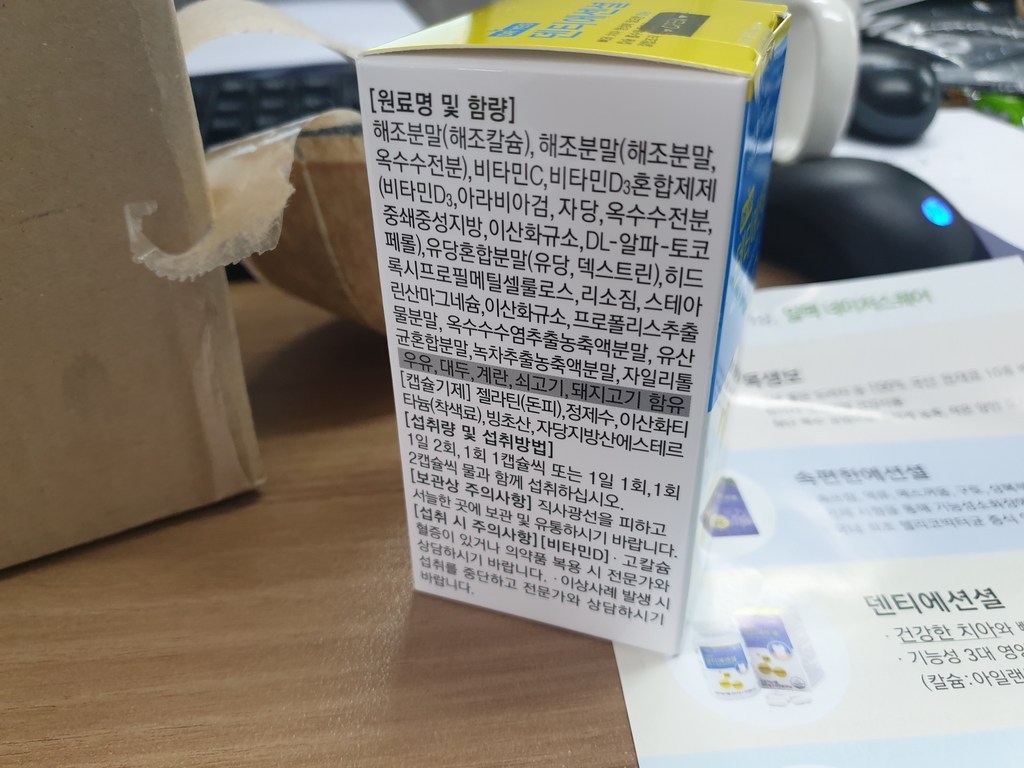 덴티에센셜
[원료명 및 함량]
해조분말(해조칼슘), 해조분말(해조분말,
옥수수전분),비타민C,비타민D₃혼합제제
(비타민D₃,아라비아검, 자당, 옥수수전분,
중쇄중성지방,이산화규소,DL-알파-토코
페롤),유당혼합분말(유당, 덱스트린),히드
록시프로필메틸셀룰로스, 리소짐, 스테아
린산마그네슘,이산화규소,프로폴리스추출
물분말, 옥수수수염추출농축액분말, 유산
균혼합분말,녹차추출농축액분말,자일리톨
우유, 대두, 계란, 쇠고기, 돼지고기 함유
[캡슐기제] 젤라틴(돈피),정제수,이산화티
타늄(착색료),빙초산,자당지방산에스테르
[섭취량 및 섭취방법]
1일 2회, 1회 1캡슐씩 또는 1일 1회,1회
2캡슐씩 물과 함께 섭취하십시오.
[보관상 주의사항] 직사광선을 피하고
서늘한 곳에 보관 및 유통하시기 바랍니다.
[섭취 시 주의사항] [비타민D] · 고칼슘
혈증이 있거나 의약품 복용 시 전문가와
상담하시기 바랍니다. · 이상사례 발생 시
섭취를 중단하고 전문가와 상담하시기
바랍니다.
속편한에센셜
덴티에센셜
· 건강한 치아와
· 기능성 3대
(칼슘: